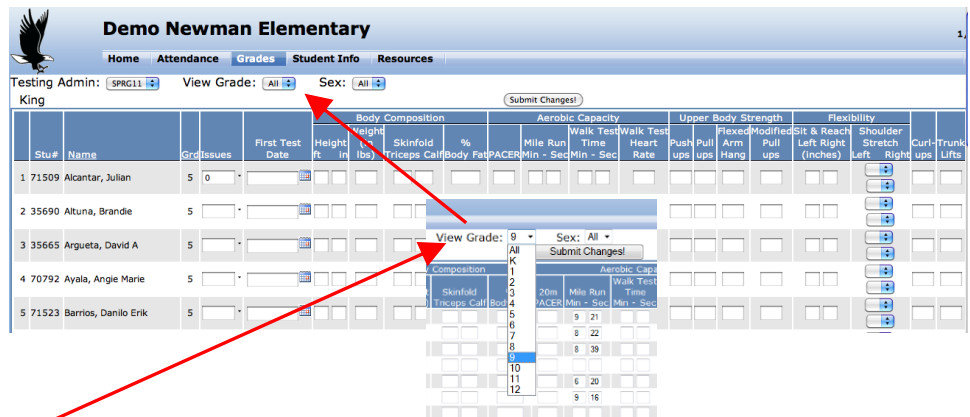 Demo Newman Elementary
1,
Home Attendance Grades Student Info Resources
Testing Admin: SPRG11 View Grade: All Sex: All
King
Submit Changes!
Body Composition Aerobic Capacity Upper Body Strength Flexibility
Weight Walk Test Walk Test Flexed Modified Sit & Reach Shoulder
First Test Height (in Skinfold % Mile Run Time Heart Push Pull Arm Pull Left Right Stretch Curl- Trunk
Stu# Name Grd Issues Date ft in lbs) Triceps Calf Body Fat PACER Min - Sec Min - Sec Rate ups ups Hang ups (inches) Left Right ups Lifts
1 71509 Alcantar, Julian 5 0
2 35690 Altuna, Brandie 5
3 35665 Argueta, David A 5
4 70792 Ayala, Angie Marie 5
5 71523 Barrios, Danilo Erik 5
View Grade: 9 Sex: All
Submit Changes!
All
K
1
2
3
4
5
6
7
8
9
10
11
12
Composition Aerobic Capa
Walk Test
Skinfold 20m Mile Run Time
Triceps Calf Bod PACER Min - Sec Min - Sec
9 21
8 22
8 39
6 20
9 16